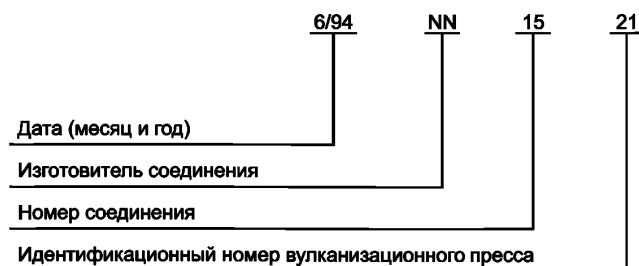 6/94 NN 15 21
Дата (месяц и год)
Изготовитель соединения
Номер соединения
Идентификационный номер вулканизационного пресса